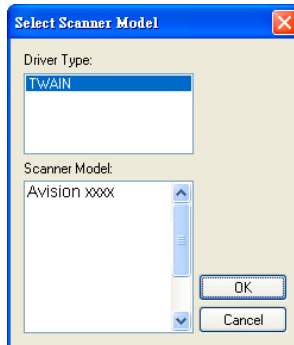 Select Scanner Model
Driver Type:
TWAIN
Scanner Model:
Avision xxxx
OK
Cancel